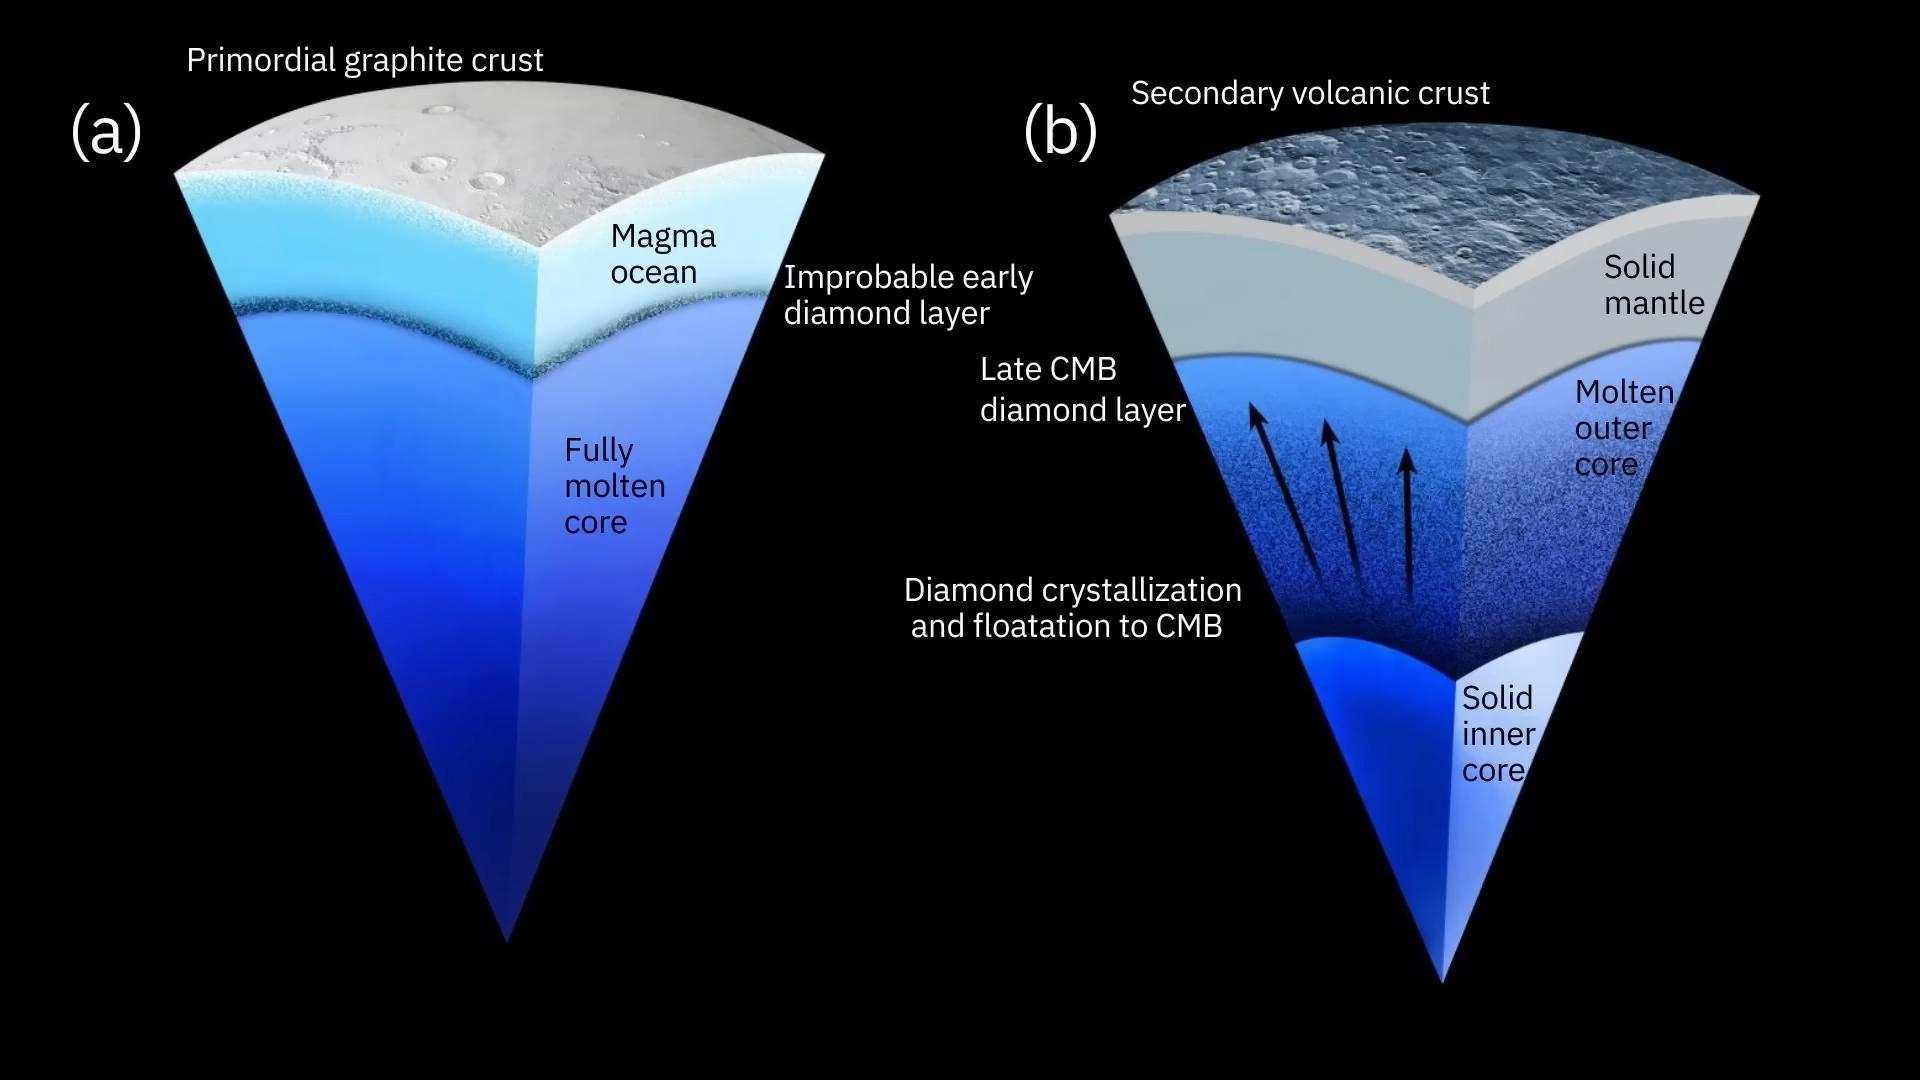 Primordial graphite crust
(a)
Magma
ocean
Improbable early
diamond layer
Fully
molten
core
Secondary volcanic crust
(b)
Solid
mantle
Late CMB
diamond layer
Molten
outer
core
Diamond crystallization
and floatation to CMB
Solid
inner
core